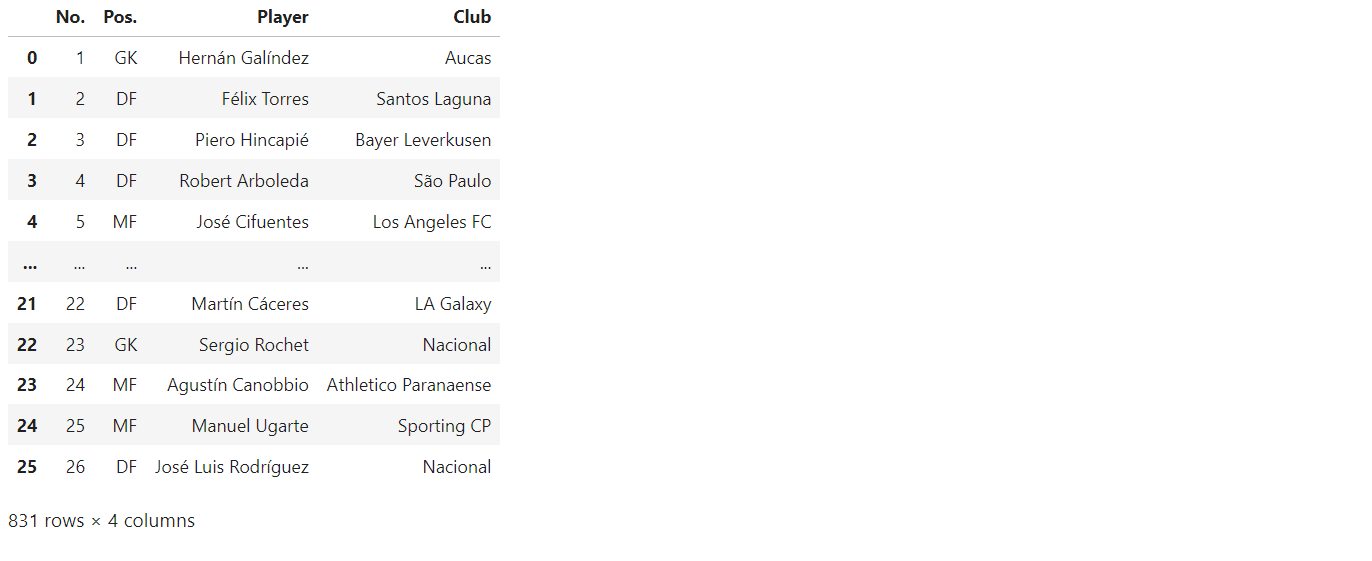 No. Pos. Player Club
0 1 GK Hernán Galíndez Aucas
1 2 DF Félix Torres Santos Laguna
2 3 DF Piero Hincapié Bayer Leverkusen
3 4 DF Robert Arboleda São Paulo
4 5 MF José Cifuentes Los Angeles FC
... ... ... ... ...
21 22 DF Martín Cáceres LA Galaxy
22 23 GK Sergio Rochet Nacional
23 24 MF Agustín Canobbio Athletico Paranaense
24 25 MF Manuel Ugarte Sporting CP
25 26 DF José Luis Rodríguez Nacional
831 rows × 4 columns